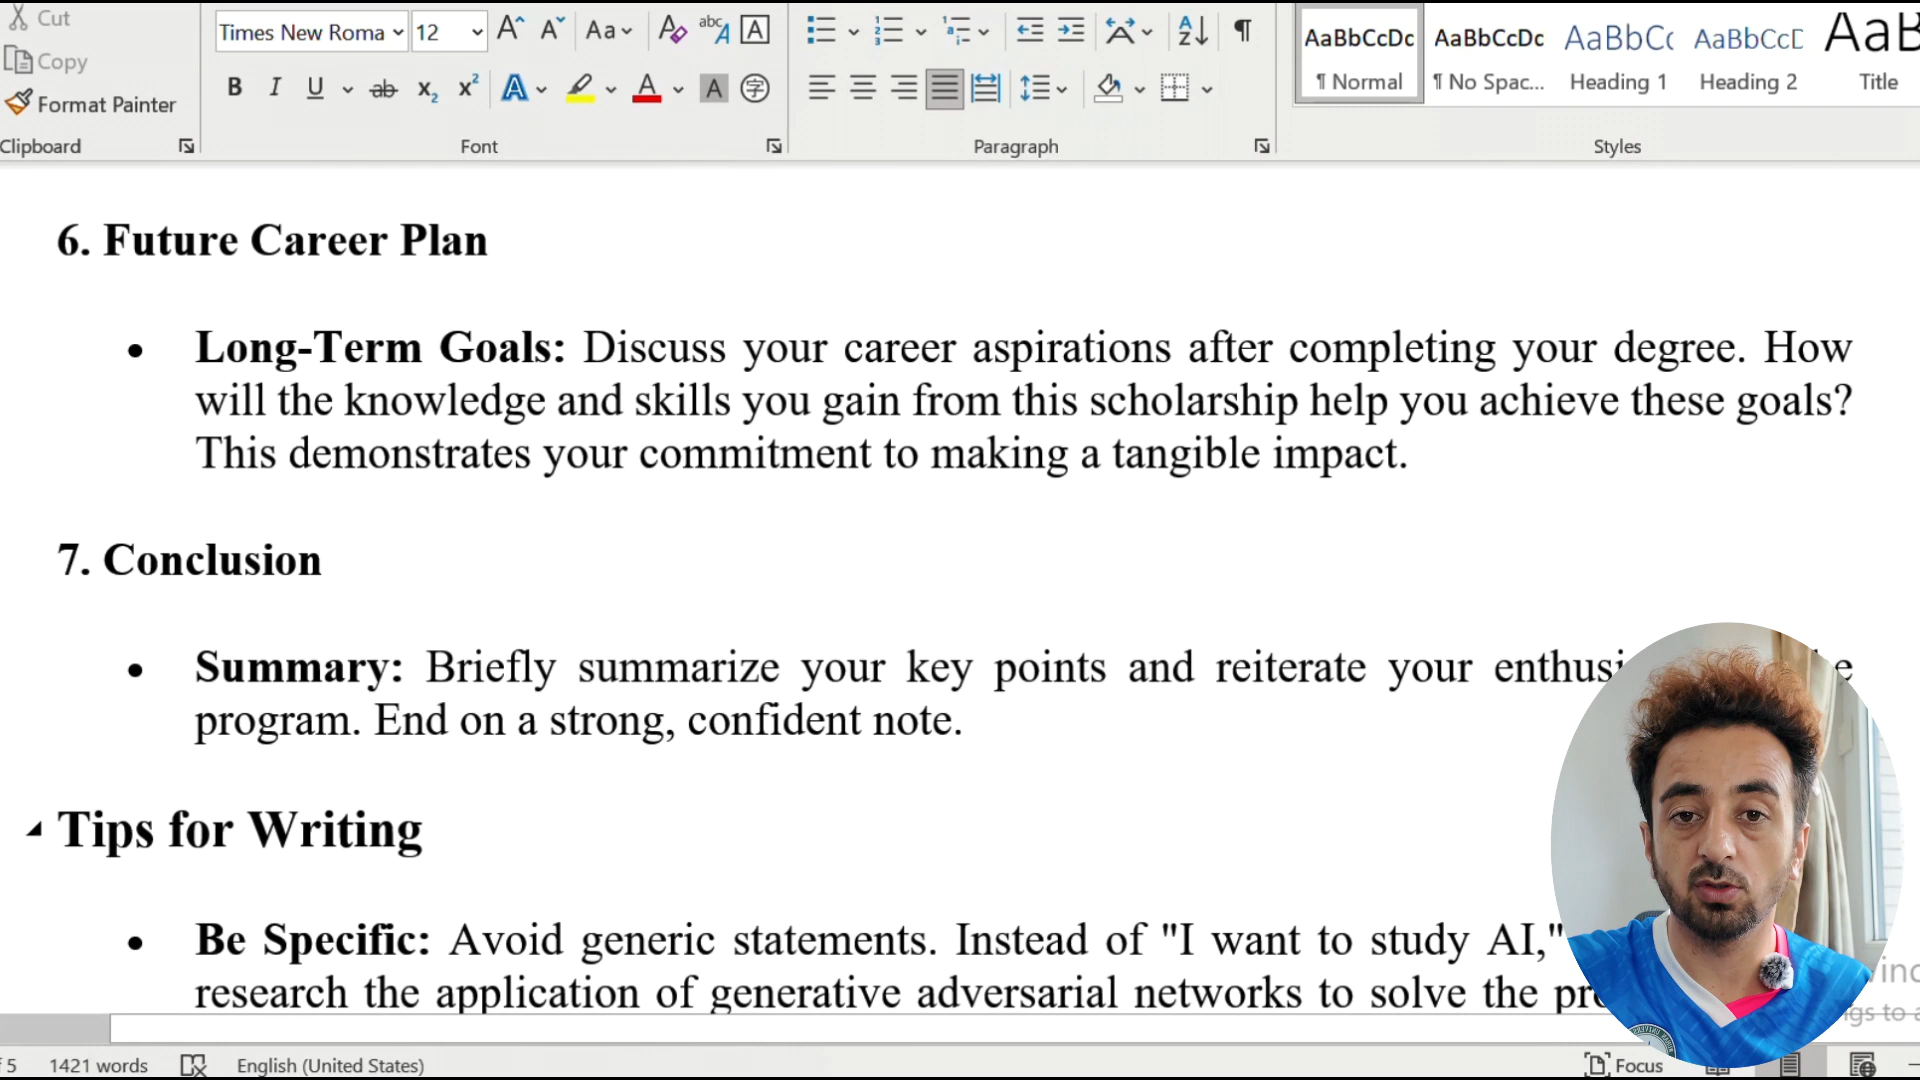 Cut
Copy
Format Painter
Clipboard
Times New Roma
12
Aa
Font
Paragraph
AaBbCcDc
¶ Normal
AaBbCcDc
¶ No Spac...
AaBbCc
Heading 1
AaBbCcD
Heading 2
AaB
Title
Styles
6. Future Career Plan
• Long-Term Goals: Discuss your career aspirations after completing your degree. How
will the knowledge and skills you gain from this scholarship help you achieve these goals?
This demonstrates your commitment to making a tangible impact.
7. Conclusion
• Summary: Briefly summarize your key points and reiterate your
program. End on a strong, confident note.
Tips for Writing
• Be Specific: Avoid generic statements. Instead of "I want to study AI,"
research the application of generative adversarial networks to solve the
5
1421 words
English (United States)
Focus